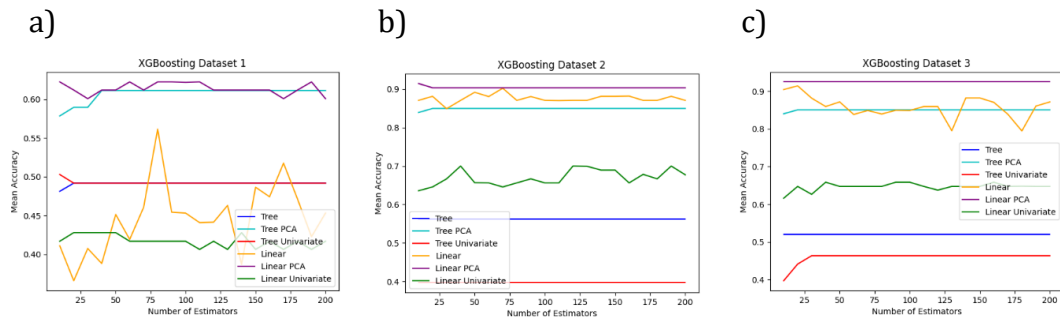 a)
XGBoosting Dataset 1
Mean Accuracy
0.60
0.55
0.50
0.45
0.40
25 50 75 100 125 150 175 200
Number of Estimators
Tree
Tree PCA
Tree Univariate
Linear
Linear PCA
Linear Univariate
b)
XGBoosting Dataset 2
Mean Accuracy
0.9
0.8
0.7
0.6
0.5
0.4
25 50 75 100 125 150 175 200
Number of Estimators
Tree
Tree PCA
Tree Univariate
Linear
Linear PCA
Linear Univariate
c)
XGBoosting Dataset 3
Mean Accuracy
0.9
0.8
0.7
0.6
0.5
0.4
25 50 75 100 125 150 175 200
Number of Estimators
Tree
Tree PCA
Tree Univariate
Linear
Linear PCA
Linear Univariate